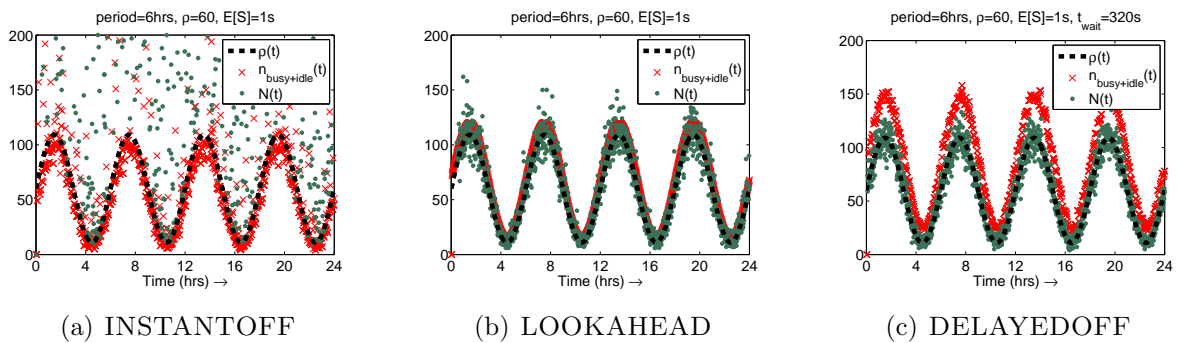 period=6hrs, ρ=60, E[S]=1s
200
150
100
50
0
0 4 8 12 16 20 24
Time (hrs) →
ρ(t)
n_busy+idle(t)
N(t)
(a) INSTANTOFF
period=6hrs, ρ=60, E[S]=1s
200
150
100
50
0
0 4 8 12 16 20 24
Time (hrs) →
ρ(t)
n_busy+idle(t)
N(t)
(b) LOOKAHEAD
period=6hrs, ρ=60, E[S]=1s, t_wait=320s
200
150
100
50
0
0 4 8 12 16 20 24
Time (hrs) →
ρ(t)
n_busy+idle(t)
N(t)
(c) DELAYEDOFF